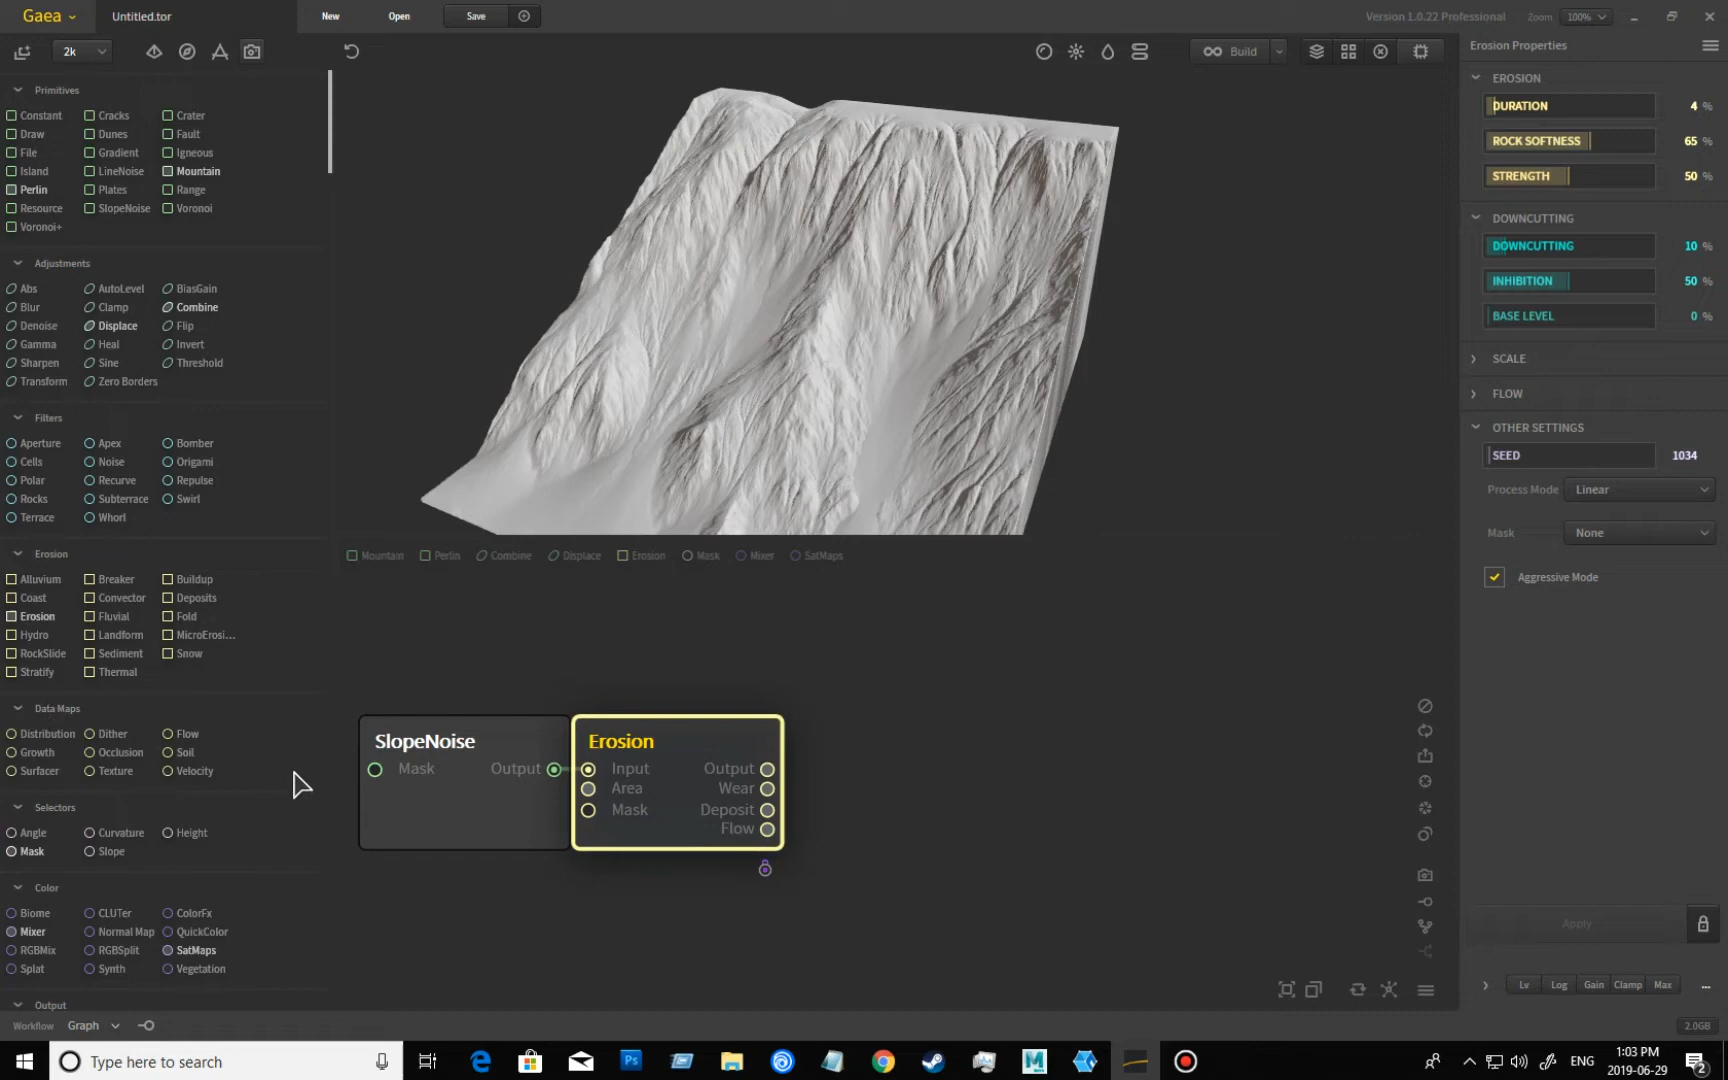 Gaea
Untitled.tor
New
Open
Save
Version 1.0.22 Professional
Zoom
100%
2k
Build
Erosion Properties
Primitives
Constant Cracks Crater
Draw Dunes Fault
File Gradient Igneous
Island LineNoise Mountain
Perlin Plates Range
Resource SlopeNoise Voronoi
Voronoi+
Adjustments
Abs AutoLevel BiasGain
Blur Clamp Combine
Denoise Displace Flip
Gamma Heal Invert
Sharpen Sine Threshold
Transform Zero Borders
Filters
Aperture Apex Bomber
Cells Noise Origami
Polar Recurve Repulse
Rocks Subterrace Swirl
Terrace Whorl
Erosion
Alluvium Breaker Buildup
Coast Convector Deposits
Erosion Fluvial Fold
Hydro Landform MicroErosi...
RockSlide Sediment Snow
Stratify Thermal
Data Maps
Distribution Dither Flow
Growth Occlusion Soil
Surfacer Texture Velocity
Selectors
Angle Curvature Height
Mask Slope
Color
Biome CLUTer ColorFx
Mixer Normal Map QuickColor
RGBMix RGBSplit SatMaps
Splat Synth Vegetation
Output
Mountain Perlin Combine Displace Erosion Mask Mixer SatMaps
SlopeNoise
Mask Output
Erosion
Input Output
Area Wear
Mask Deposit
Flow
EROSION
DURATION 4 %
ROCK SOFTNESS 65 %
STRENGTH 50 %
DOWNCUTTING
DOWNCUTTING 10 %
INHIBITION 50 %
BASE LEVEL 0 %
SCALE
FLOW
OTHER SETTINGS
SEED 1034
Process Mode Linear
Mask None
Aggressive Mode
Apply
Lv Log Gain Clamp Max ...
Workflow Graph
2.0GB
Type here to search
Ps
M
ENG
1:03 PM
2019-06-29
2